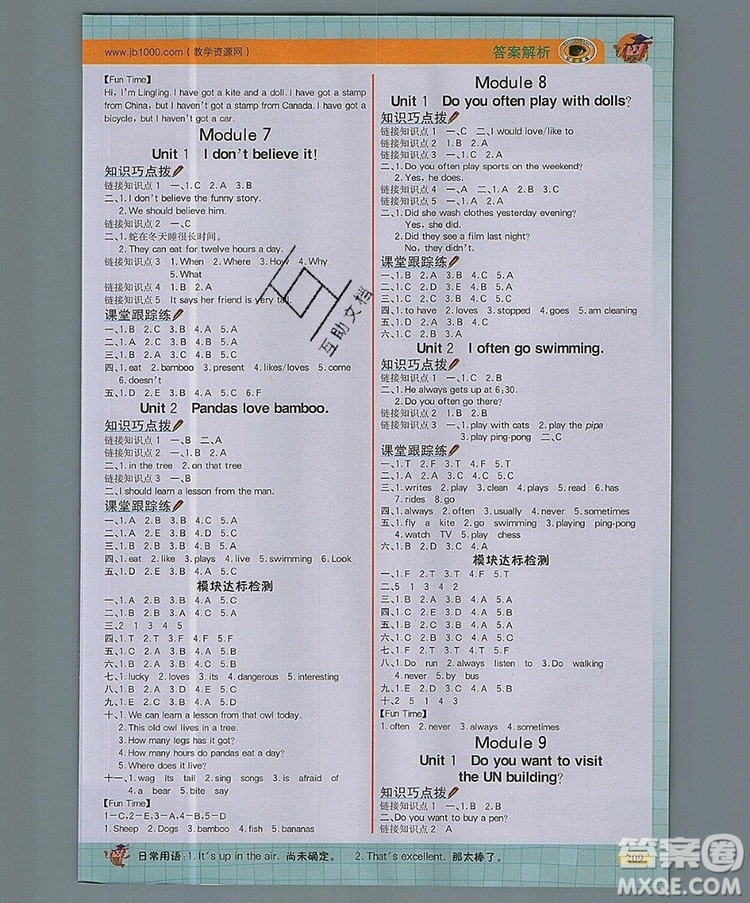 www.jb1000.com（教学资源网）
答案解析
【Fun Time】
Hi, I'm Lingling. I have got a kite and a doll. I have got a stamp
from China, but I haven't got a stamp from Canada. I have got a
bicycle, but I haven't got a car.
Module 7
Unit 1 I don't believe it!
知识巧点拨
链接知识点 1 一、1.C 2.A 3.B
二、1.I don't believe the funny story.
2.We should believe him.
链接知识点 2 一、C
二、1.蛇在冬天睡很长时间。
2.They can eat for twelve hours a day.
链接知识点 3 1.When 2.Where 3.How 4.Why
5.What
链接知识点 4 1.B 2.A
链接知识点 5 It says her friend is very tall.
课堂跟踪练
一、1.B 2.C 3.B 4.A 5.A
二、1.D 2.A 3.C 4.B 5.A
三、1.B 2.A 3.B 4.C 5.A
四、1.eat 2.bamboo 3.present 4.likes/loves 5.come
6.doesn't
五、1.D 2.C 3.A 4.B 5.C 6.F
Unit 2 Pandas love bamboo.
知识巧点拨
链接知识点 1 一、B 二、A
链接知识点 2
二、1.in the tree 2.on that tree
链接知识点 3 一、B
二、I should learn a lesson from the man.
课堂跟踪练
一、1.A 2.B 3.B 4.C 5.A
二、1.D 2.E 3.B 4.C 5.A
三、1.B 2.A 3.B 4.C 5.A
四、1.eat 2.like 3.plays 4.live 5.swimming 6.Look
五、1.D 2.E 3.B 4.A 5.C
模块达标检测
一、1.C 2.B 3.B 4.A 5.C
二、1.B 2.B 3.A 4.C 5.B
三、2 1 3 4 5
四、1.T 2.F 3.F 4.T 5.F
五、1.C 2.A 3.B 4.A 5.C
六、1.C 2.A 3.B 4.B 5.C
七、1.lucky 2.loves 3.its 4.dangerous 5.interesting
八、1.B 2.D 3.C 4.E 5.A
九、1.E 2.D 3.A 4.B 5.C
十、1.We can learn a lesson from that owl today.
2.This old owl lives in a tree.
3.How many legs has it got?
4.How many hours do pandas eat a day?
5.Where does it live?
十一、1.wag its tail 2.sing songs 3.is afraid of
4.a bear 5.bite say
【Fun Time】
1-C,2-E,3-A,4-B,5-D
1.Sheep 2.Dogs 3.bamboo 4.fish 5.bananas
Module 8
Unit 1 Do you often play with dolls?
知识巧点拨
链接知识点 1 一、C 二、I would love/like to
链接知识点 2 1.B 2.A
链接知识点 3 一、C
二、1.Do you often play sports on the weekend?
2.Yes, he does.
链接知识点 4 一、A 二、1.A 2.B
三、1.Did she wash clothes yesterday evening?
Yes, she did.
2.Did they see a film last night?
No, they didn't.
课堂跟踪练
一、1.B 2.A 3.B 4.C 5.A
二、1.A 2.B 3.A 4.C 5.B
三、1.B 2.A 3.A 4.C 5.A
四、1.to have 2.loves 3.stopped 4.goes 5.am cleaning
五、1.D 2.C 3.B 4.A
六、1.B 2.D 3.E 4.A 5.C
Unit 2 I often go swimming.
知识巧点拨
链接知识点 1 一、C
二、1.He always gets up at 6,30.
2.Do you often go there?
链接知识点 2 1.B 2.B
链接知识点 3 一、1.play with cats 2.play the pipa
3.play ping-pong 二、C
课堂跟踪练
一、1.T 2.F 3.T 4.F 5.T
二、1.C 2.B 3.A 4.C 5.C
三、1.writes 2.play 3.clean 4.plays 5.read 6.has
7.rides 8.go
四、1.always 2.often 3.usually 4.never 5.sometimes
五、1.fly a kite 2.go swimming 3.playing ping-pong
4.watch TV 5.play chess
六、1.B 2.D 3.A 4.C
模块达标检测
一、1.F 2.T 3.T 4.F 5.T
二、5 1 2 3 4
三、1.A 2.B 3.C 4.C 5.B
四、1.F 2.T 3.T 4.T 5.F
五、1.C 2.A 3.B 4.A 5.C
六、1.C 2.A 3.C 4.A 5.B
七、1.B 2.A 3.B 4.B 5.B
八、1.Do run 2.always listen to 3.Do walking
4.never 5.by bus
九、1.B 2.E 3.C 4.D 5.A
十、2 5 1 4 3
【Fun Time】
1.often 2.never 3.always 4.sometimes
Module 9
Unit 1 Do you want to visit
the UN building?
知识巧点拨
链接知识点 1 一、1.B 2.B
二、Do you want to buy a pen?
链接知识点 2 A
日常用语：1.It's up in the air. 尚未确定。 2.That's excellent. 那太棒了。
209
互助文档
答案圈
MXQE.COM